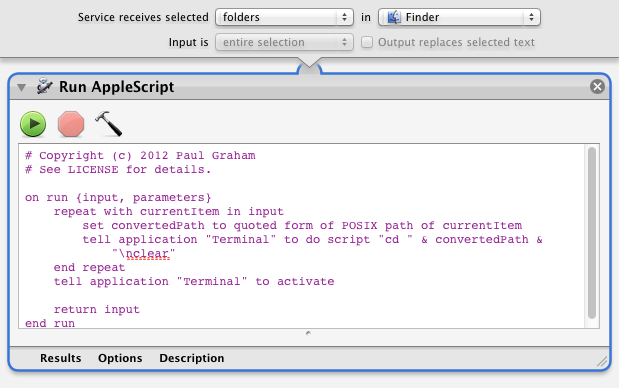 Service receives selected folders in Finder
Input is entire selection Output replaces selected text
Run AppleScript
# Copyright (c) 2012 Paul Graham
# See LICENSE for details.
on run {input, parameters}
repeat with currentItem in input
set convertedPath to quoted form of POSIX path of currentItem
tell application "Terminal" to do script "cd " & convertedPath &
"\nclear"
end repeat
tell application "Terminal" to activate
return input
end run
Results Options Description